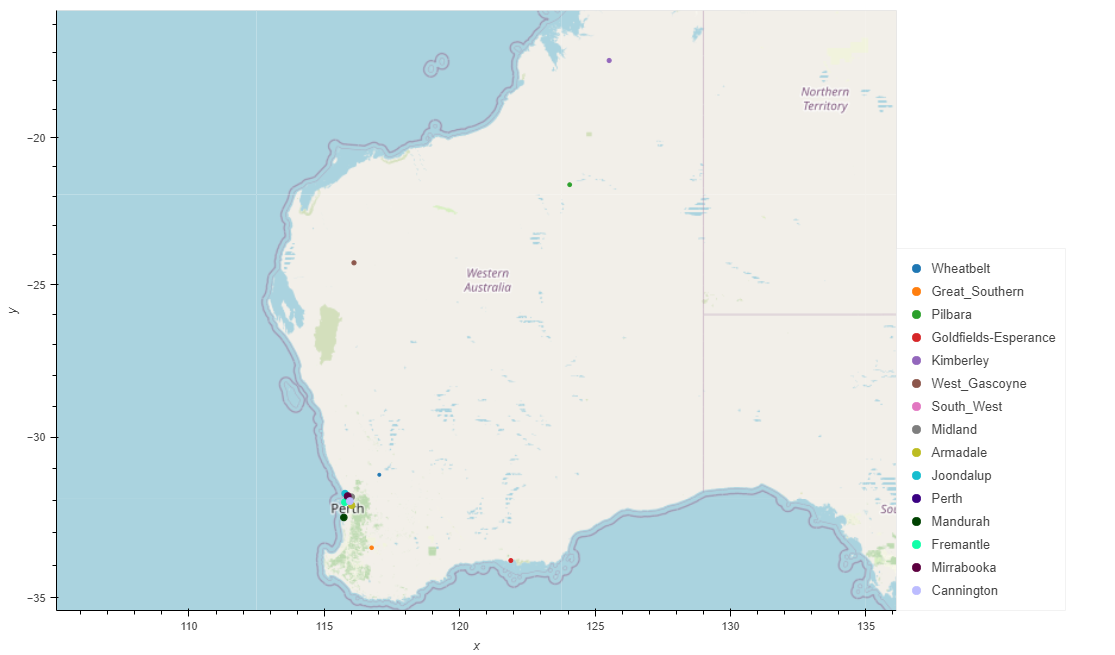 Northern
Territory
−20
Western
Australia
−25
y
−30
Perth
Sou
−35
110
115
120
125
130
135
x
Wheatbelt
Great_Southern
Pilbara
Goldfields-Esperance
Kimberley
West_Gascoyne
South_West
Midland
Armadale
Joondalup
Perth
Mandurah
Fremantle
Mirrabooka
Cannington